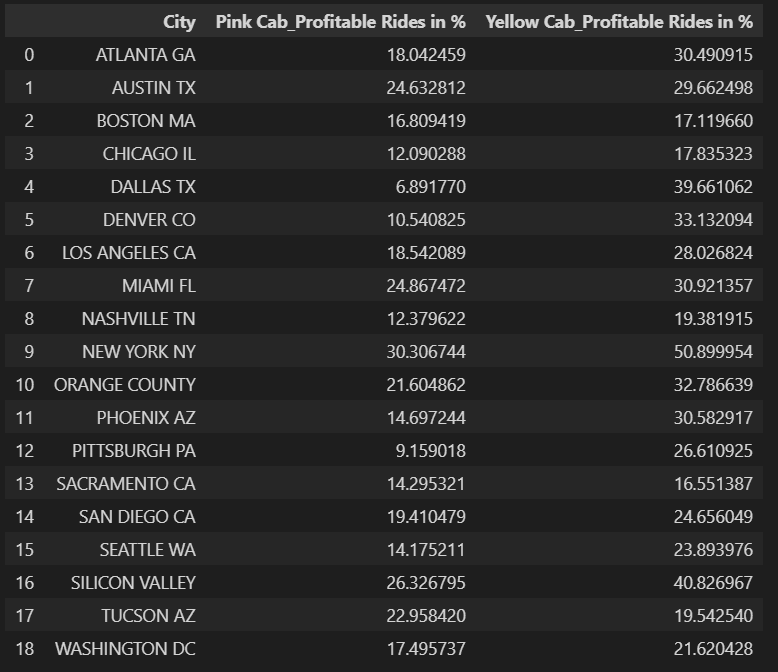 City Pink Cab_Profitable Rides in % Yellow Cab_Profitable Rides in %
0 ATLANTA GA 18.042459 30.490915
1 AUSTIN TX 24.632812 29.662498
2 BOSTON MA 16.809419 17.119660
3 CHICAGO IL 12.090288 17.835323
4 DALLAS TX 6.891770 39.661062
5 DENVER CO 10.540825 33.132094
6 LOS ANGELES CA 18.542089 28.026824
7 MIAMI FL 24.867472 30.921357
8 NASHVILLE TN 12.379622 19.381915
9 NEW YORK NY 30.306744 50.899954
10 ORANGE COUNTY 21.604862 32.786639
11 PHOENIX AZ 14.697244 30.582917
12 PITTSBURGH PA 9.159018 26.610925
13 SACRAMENTO CA 14.295321 16.551387
14 SAN DIEGO CA 19.410479 24.656049
15 SEATTLE WA 14.175211 23.893976
16 SILICON VALLEY 26.326795 40.826967
17 TUCSON AZ 22.958420 19.542540
18 WASHINGTON DC 17.495737 21.620428